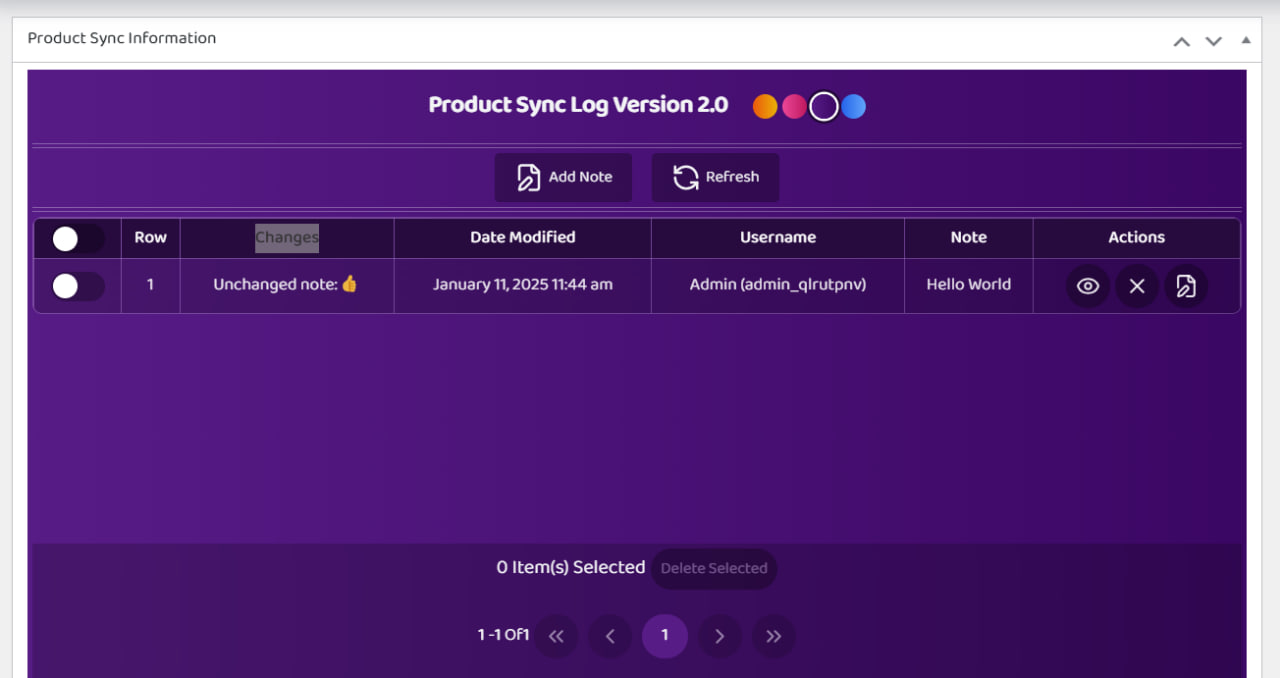 Product Sync Information
Product Sync Log Version 2.0
Add Note Refresh
Row Changes Date Modified Username Note Actions
1 Unchanged note: 👍 January 11, 2025 11:44 am Admin (admin_qlrutpnv) Hello World
0 Item(s) Selected Delete Selected
1 -1 Of1 « ‹ 1 › »